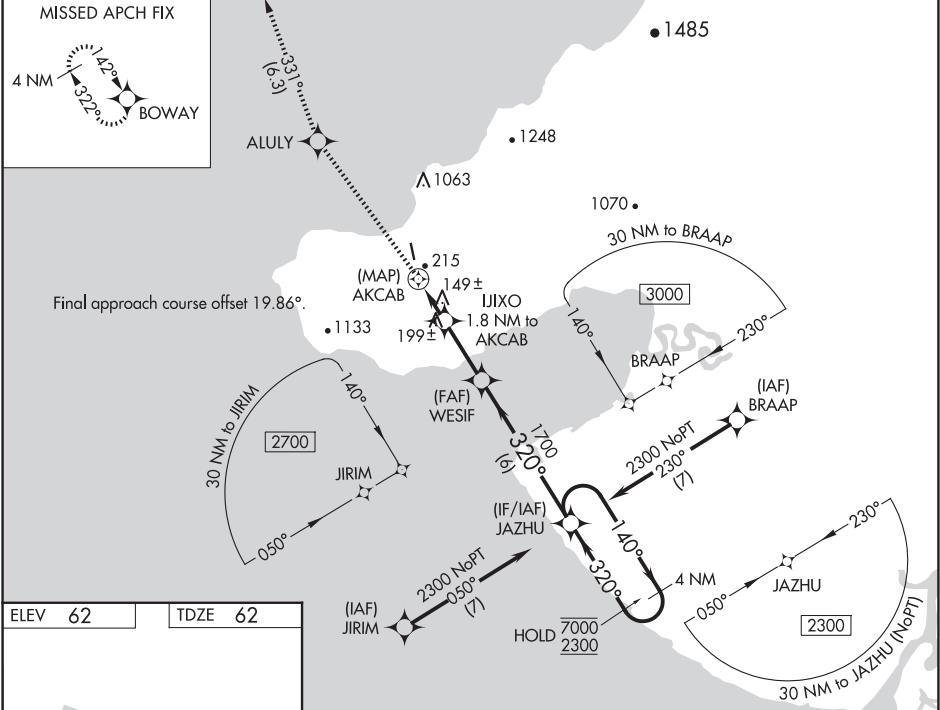 MISSED APCH FIX
4 NM
142°
322°
BOWAY
331°
(6.3)
ALULY
1485
1248
1063
1070
30 NM to BRAAP
3000
140°
230°
BRAAP
215
(MAP)
AKCAB
149±
IJIXO
1.8 NM to
AKCAB
199±
Final approach course offset 19.86°.
1133
(FAF)
WESIF
(IAF)
BRAAP
30 NM to JIRIM
2700
140°
JIRIM
050°
1700
320°
(6)
2300 NoPT
230°
(7)
(IF/IAF)
JAZHU
140°
320°
4 NM
HOLD 7000
2300
2300 NoPT
050°
(7)
(IAF)
JIRIM
230°
JAZHU
050°
2300
30 NM to JAZHU (NoPT)
ELEV 62
TDZE 62